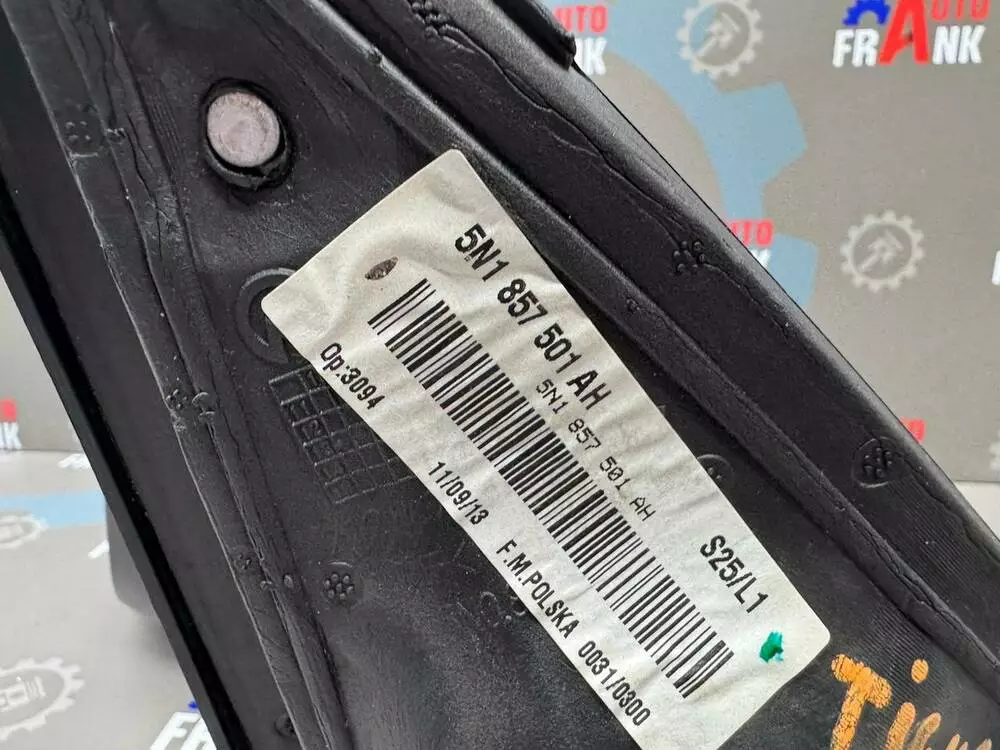 AUTO
FRANK
5N1 857 501 AH
5N1 857 501 AH
Op:3094
11/09/13 F.M.POLSKA 0031/0300
S25/L1